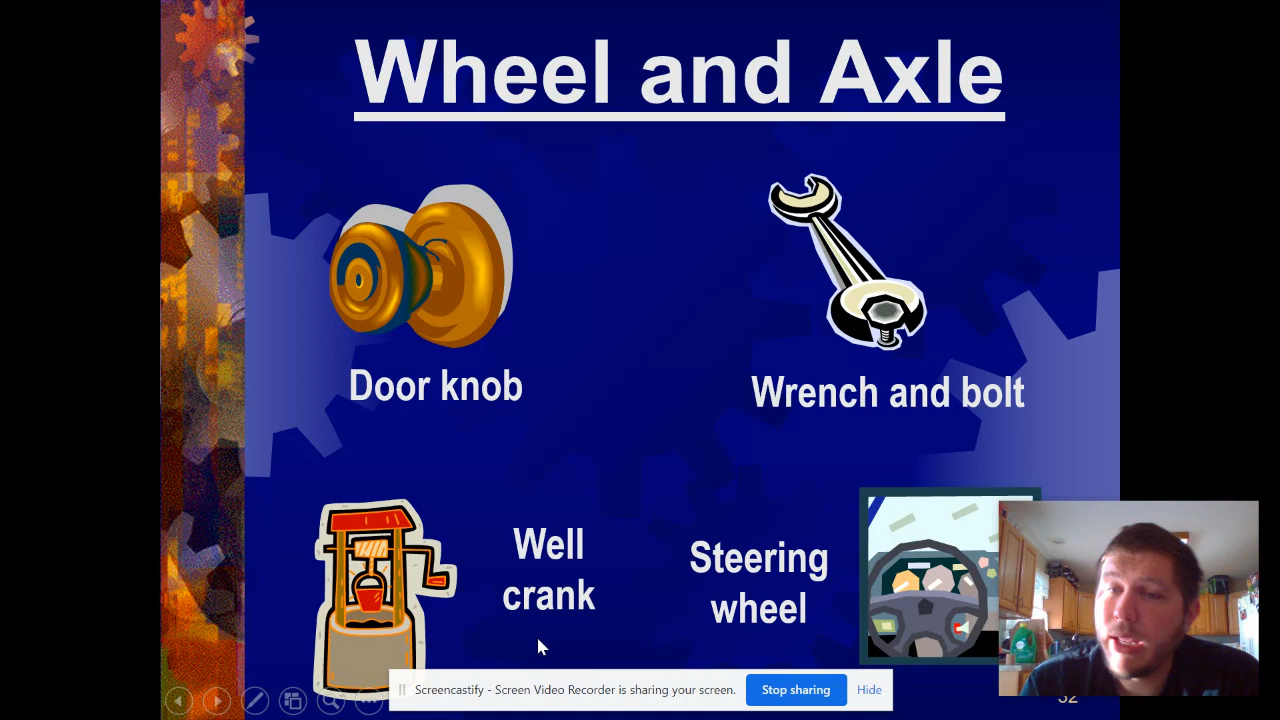 Wheel and Axle
Door knob
Wrench and bolt
Well
crank
Steering
wheel
Screencastify - Screen Video Recorder is sharing your screen.
Stop sharing
Hide